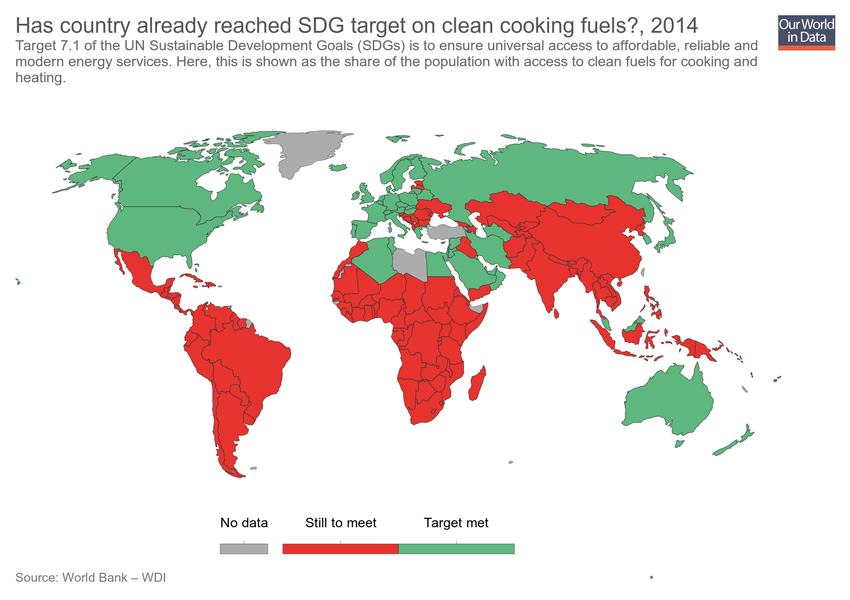 Has country already reached SDG target on clean cooking fuels?, 2014
Our World
in Data
Target 7.1 of the UN Sustainable Development Goals (SDGs) is to ensure universal access to affordable, reliable and
modern energy services. Here, this is shown as the share of the population with access to clean fuels for cooking and
heating.
No data
Still to meet
Target met
Source: World Bank – WDI